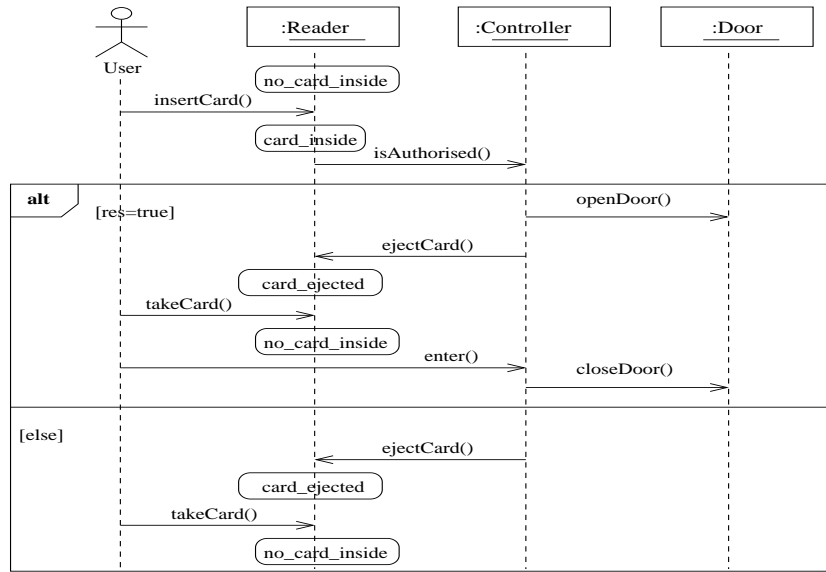 :Reader
:Controller
:Door
User
no_card_inside
insertCard()
card_inside
isAuthorised()
alt
[res=true]
openDoor()
ejectCard()
card_ejected
takeCard()
no_card_inside
enter()
closeDoor()
[else]
ejectCard()
card_ejected
takeCard()
no_card_inside